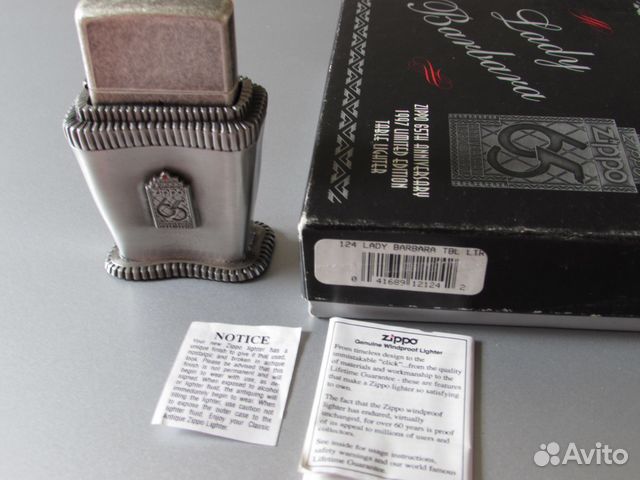 Lady
Barbara
ZIPPO 65TH ANNIVERSARY
1997 LIMITED EDITION
TABLE LIGHTER
65
Zippo
65
124 LADY BARBARA TBL LTR
0 41689 12124 2
NOTICE
Your new Zippo lighter has a
unique finish to give it that used,
nostalgic and broken in antique
look. Please be advised that this
finish is not permanent and will
begin to wear with use, as de-
signed. When exposed to alcohol
or lighter fluid, the antiquing will
immediately begin to wear. When
filling the lighter, use caution not
to expose the outer case to the
lighter fluid. Enjoy your Classic
Antique Zippo Lighter.
zippo
Genuine Windproof Lighter
From timeless design to the
unmistakable "click"...from the quality
of materials and workmanship to the
Lifetime Guarantee - these are features
that make a Zippo lighter so satisfying
to own.
The fact that the Zippo windproof
lighter has endured, virtually
unchanged, for over 60 years is proof
of its appeal to millions of users and
collectors.
See inside for usage instructions,
safety warnings and our world famous
Lifetime Guarantee.
Avito